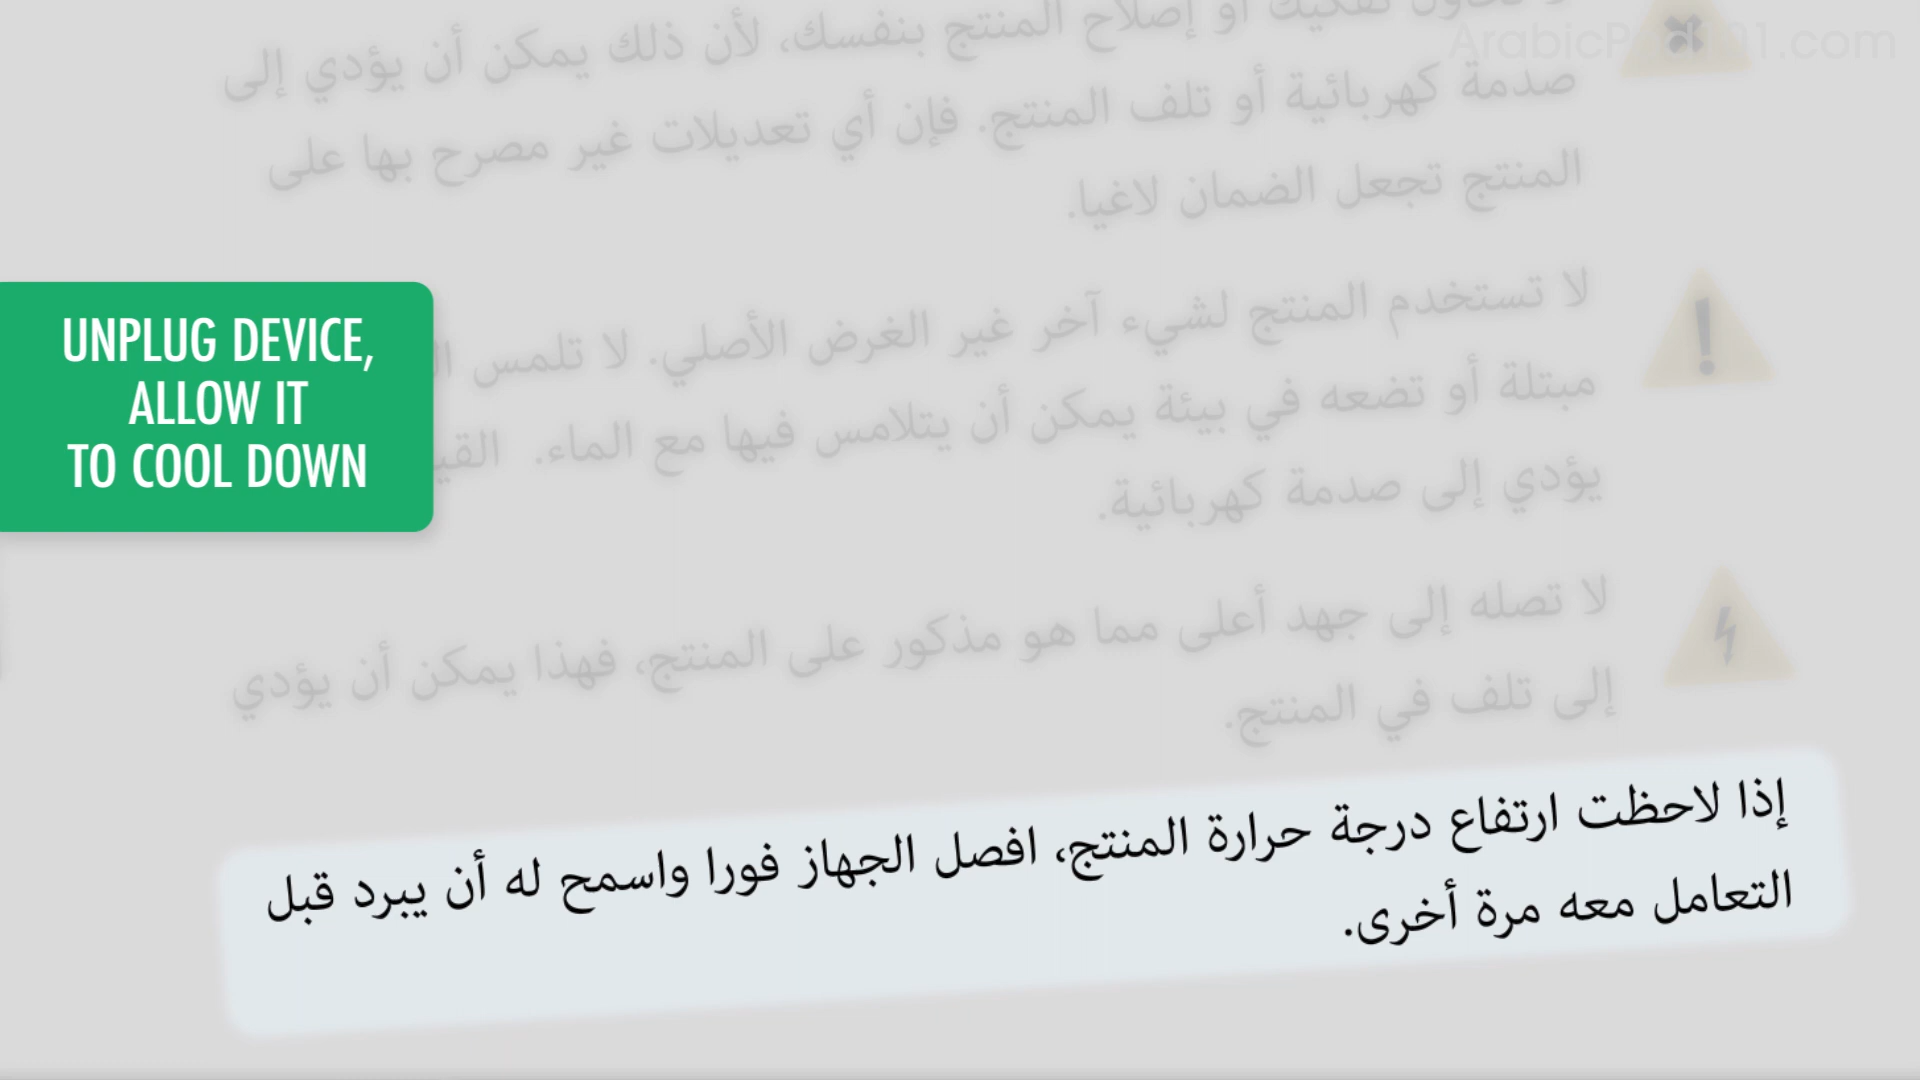 تفكيك أو إصلاح المنتج بنفسك، لأن ذلك يمكن أن يؤدي إلى
صدمة كهربائية أو تلف المنتج. فإن أي تعديلات غير مصرح بها على
المنتج تجعل الضمان لاغيا.
لا تستخدم المنتج لشيء آخر غير الغرض الأصلي. لا تلمس
مبتلة أو تضعه في بيئة يمكن أن يتلامس فيها مع الماء.
يؤدي إلى صدمة كهربائية.
لا تصله إلى جهد أعلى مما هو مذكور على المنتج، فهذا يمكن أن يؤدي
إلى تلف في المنتج.
إذا لاحظت ارتفاع درجة حرارة المنتج، افصل الجهاز فورا واسمح له أن يبرد قبل
التعامل معه مرة أخرى.
UNPLUG DEVICE,
ALLOW IT
TO COOL DOWN